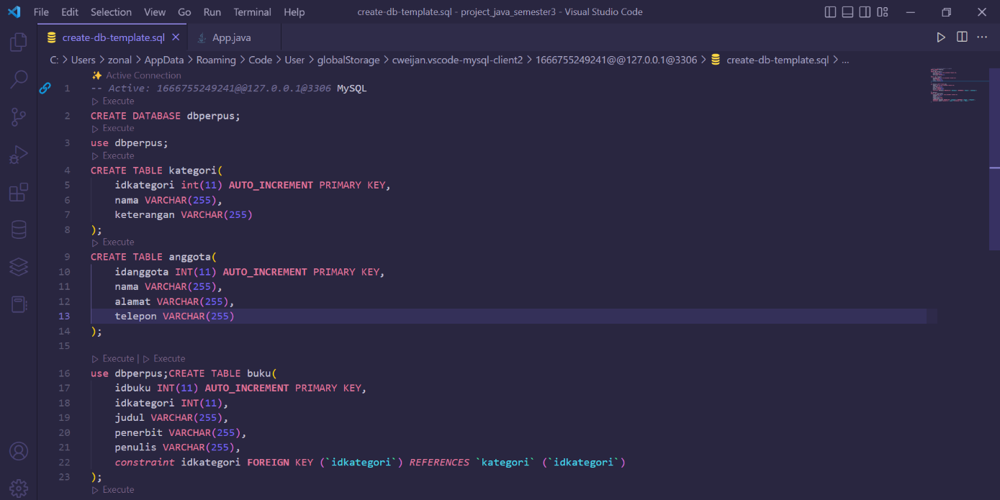 File Edit Selection View Go Run Terminal Help create-db-template.sql - project_java_semester3 - Visual Studio Code
create-db-template.sql App.java
C: > Users > zonal > AppData > Roaming > Code > User > globalStorage > cweijan.vscode-mysql-client2 > 1666755249241@@127.0.0.1@3306 > create-db-template.sql > ...
Active Connection
1 -- Active: 1666755249241@@127.0.0.1@3306 MySQL
Execute
2 CREATE DATABASE dbperpus;
Execute
3 use dbperpus;
Execute
4 CREATE TABLE kategori(
5 idkategori int(11) AUTO_INCREMENT PRIMARY KEY,
6 nama VARCHAR(255),
7 keterangan VARCHAR(255)
8 );
Execute
9 CREATE TABLE anggota(
10 idanggota INT(11) AUTO_INCREMENT PRIMARY KEY,
11 nama VARCHAR(255),
12 alamat VARCHAR(255),
13 telepon VARCHAR(255)
14 );
15
Execute | Execute
16 use dbperpus;CREATE TABLE buku(
17 idbuku INT(11) AUTO_INCREMENT PRIMARY KEY,
18 idkategori INT(11),
19 judul VARCHAR(255),
20 penerbit VARCHAR(255),
21 penulis VARCHAR(255),
22 constraint idkategori FOREIGN KEY (`idkategori`) REFERENCES `kategori` (`idkategori`)
23 );
Execute